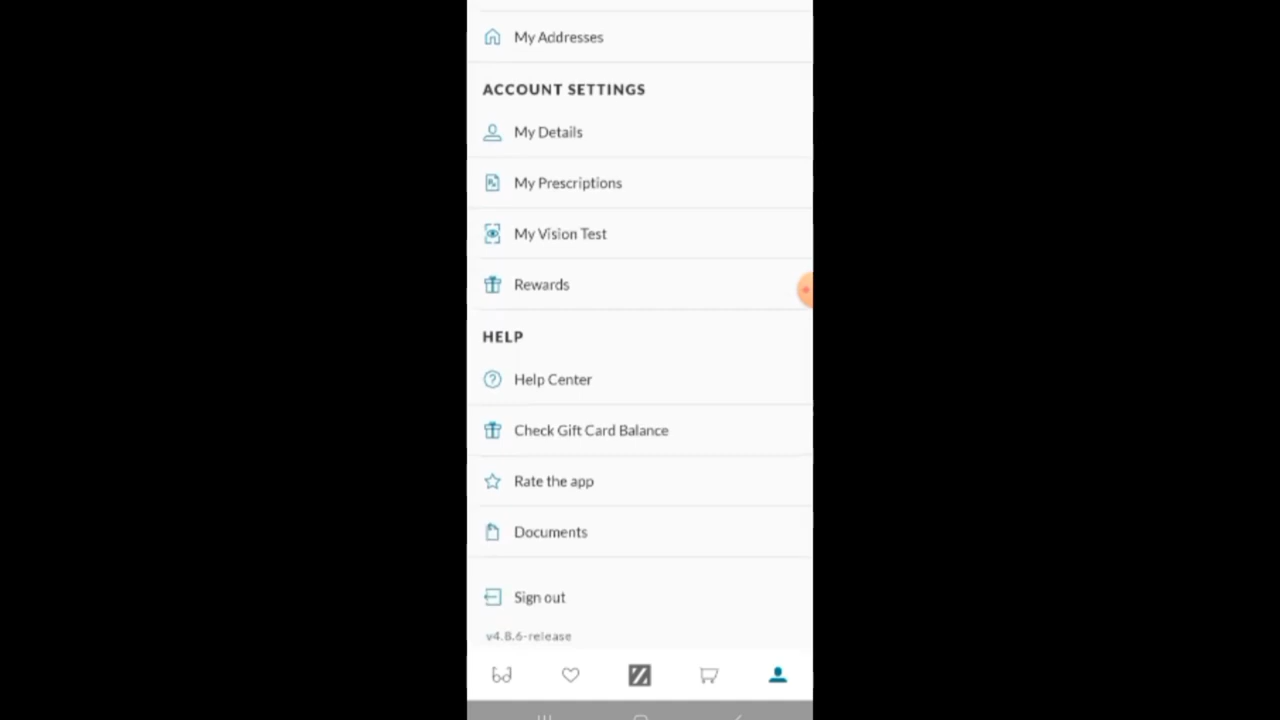 My Addresses
ACCOUNT SETTINGS
My Details
My Prescriptions
My Vision Test
Rewards
HELP
Help Center
Check Gift Card Balance
Rate the app
Documents
Sign out
v4.8.6-release